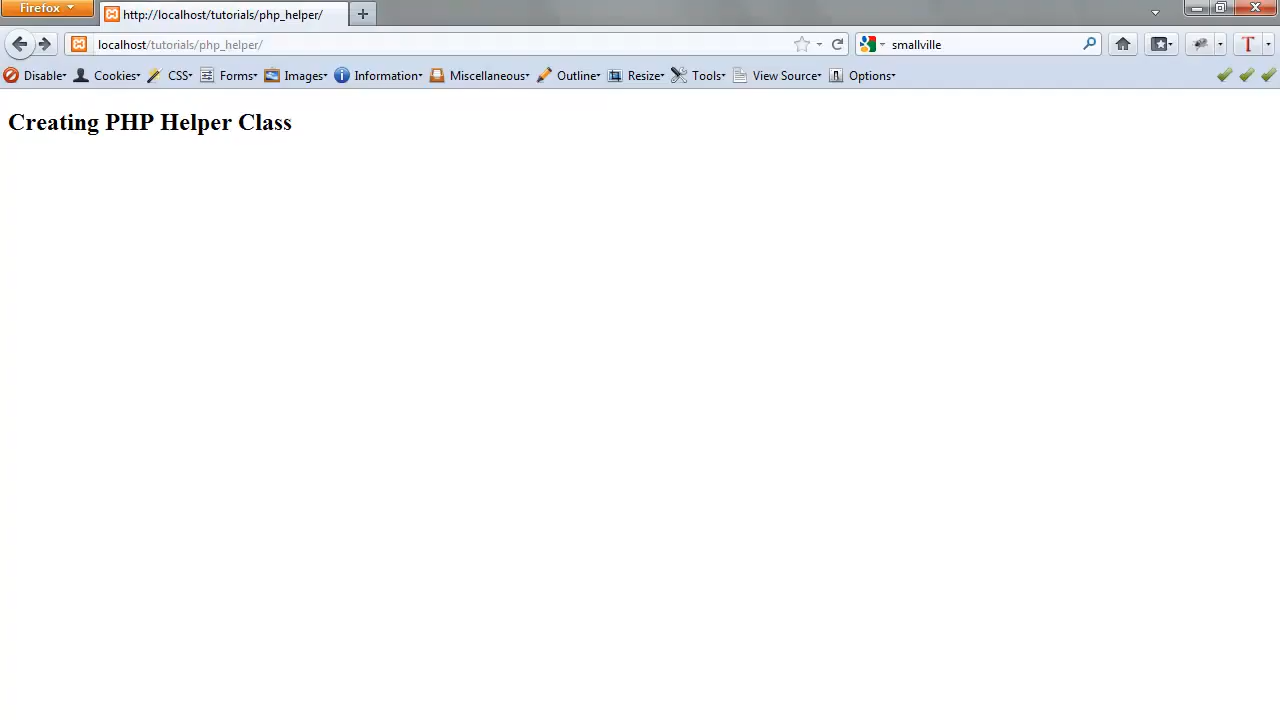 Firefox
http://localhost/tutorials/php_helper/
localhost/tutorials/php_helper/
smallville
T
Disable Cookies CSS Forms Images Information Miscellaneous Outline Resize Tools View Source Options
Creating PHP Helper Class